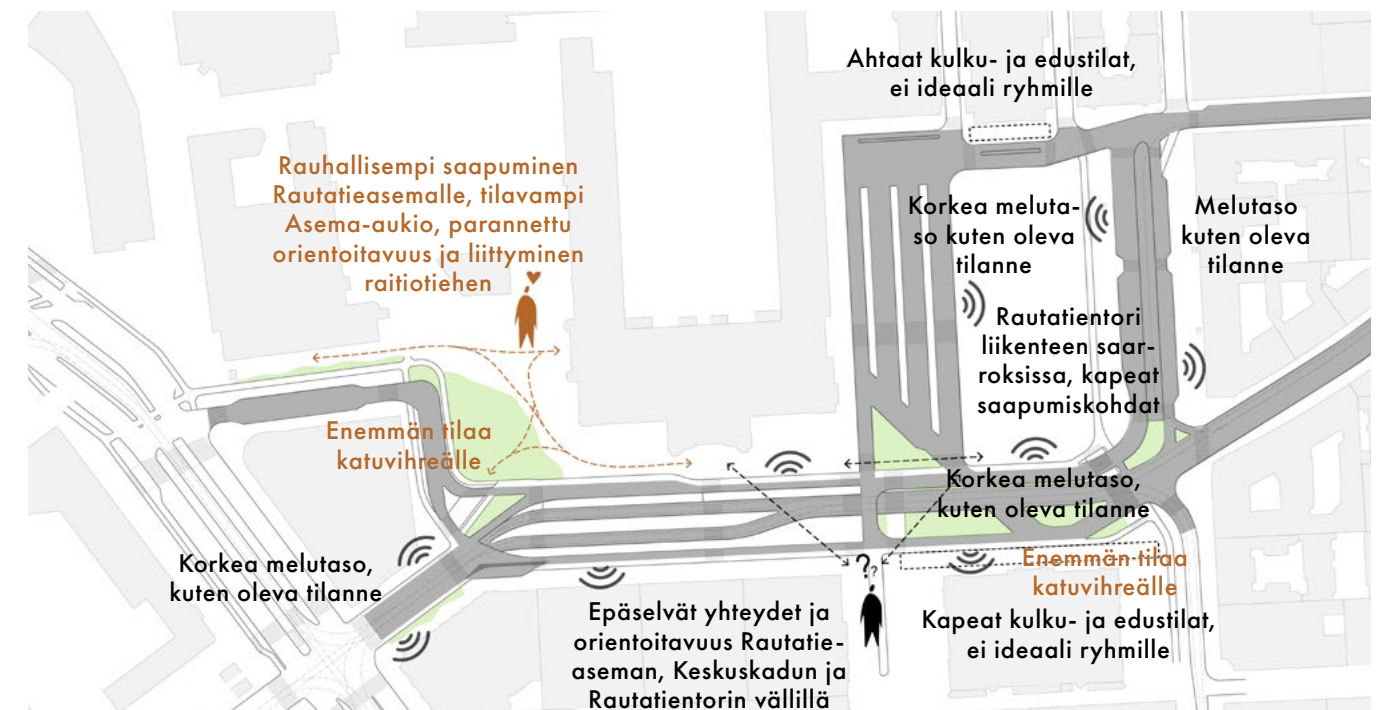 Ahtaat kulku- ja edustilat,
ei ideaali ryhmille
Rauhallisempi saapuminen
Rautatieasemalle, tilavampi
Asema-aukio, parannettu
orientoitavuus ja liittyminen
raitiotiehen
Korkea meluta-
so kuten oleva
tilanne
Melutaso
kuten oleva
tilanne
Rautatientori
liikenteen saar-
roksissa, kapeat
saapumiskohdat
Enemmän tilaa
katuvihreälle
Korkea melutaso,
kuten oleva tilanne
Korkea melutaso,
kuten oleva tilanne
??
Enemmän tilaa
katuvihreälle
Epäselvät yhteydet ja
orientoitavuus Rautatie-
aseman, Keskuskadun ja
Rautatientorin vällillä
Kapeat kulku- ja edustilat,
ei ideaali ryhmille